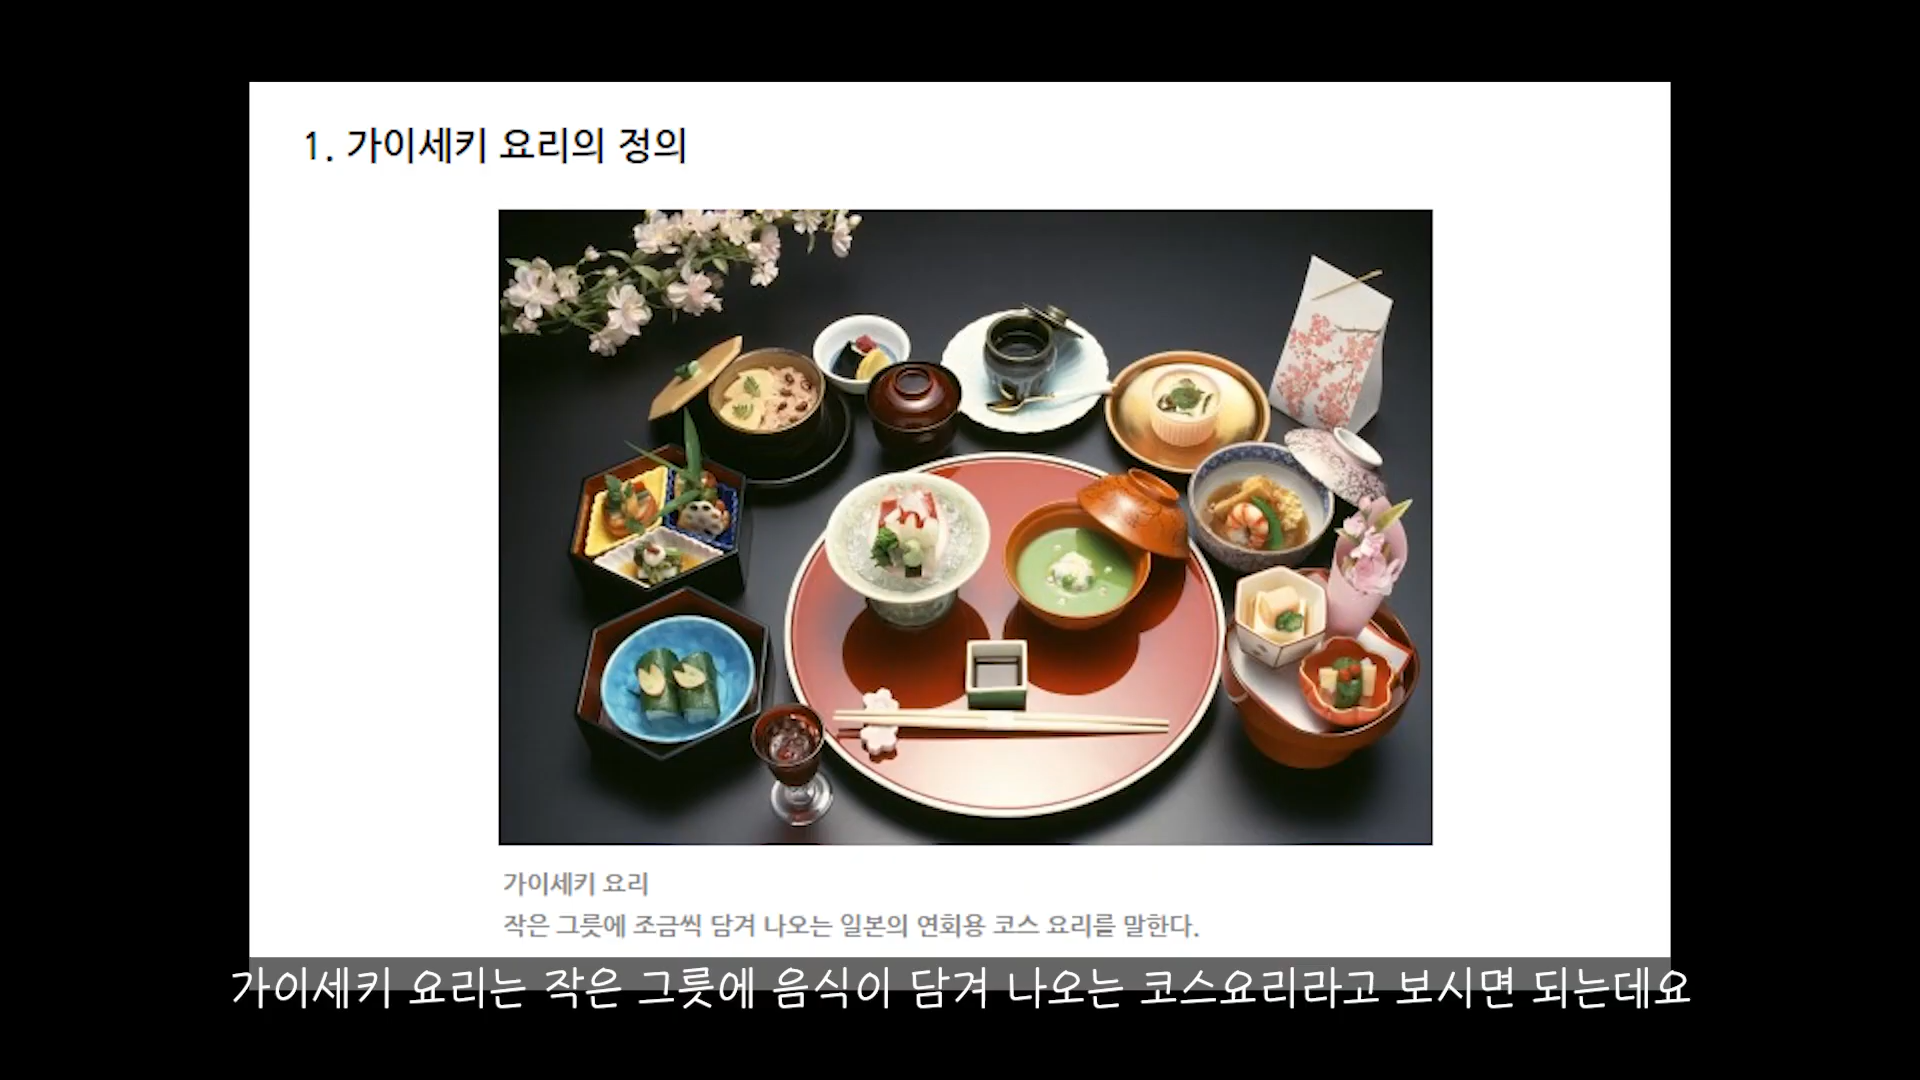 1. 가이세키 요리의 정의
가이세키 요리
작은 그릇에 조금씩 담겨 나오는 일본의 연회용 코스 요리를 말한다.
가이세키 요리는 작은 그릇에 음식이 담겨 나오는 코스요리라고 보시면 되는데요